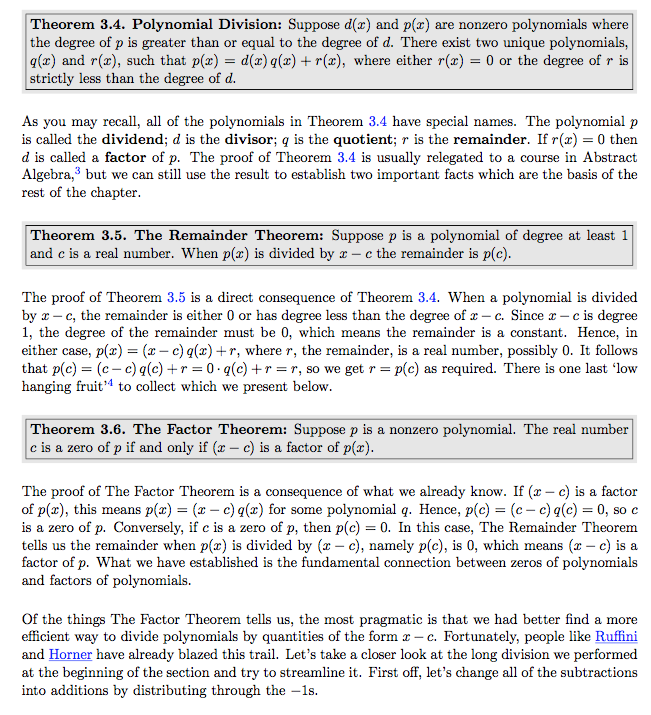 Theorem 3.4. Polynomial Division: Suppose d(x) and p(x) are nonzero polynomials where
the degree of p is greater than or equal to the degree of d. There exist two unique polynomials,
q(x) and r(x), such that p(x) = d(x) q(x) + r(x), where either r(x) = 0 or the degree of r is
strictly less than the degree of d.
As you may recall, all of the polynomials in Theorem 3.4 have special names. The polynomial p
is called the dividend; d is the divisor; q is the quotient; r is the remainder. If r(x) = 0 then
d is called a factor of p. The proof of Theorem 3.4 is usually relegated to a course in Abstract
Algebra,³ but we can still use the result to establish two important facts which are the basis of the
rest of the chapter.
Theorem 3.5. The Remainder Theorem: Suppose p is a polynomial of degree at least 1
and c is a real number. When p(x) is divided by x − c the remainder is p(c).
The proof of Theorem 3.5 is a direct consequence of Theorem 3.4. When a polynomial is divided
by x − c, the remainder is either 0 or has degree less than the degree of x − c. Since x − c is degree
1, the degree of the remainder must be 0, which means the remainder is a constant. Hence, in
either case, p(x) = (x − c) q(x) + r, where r, the remainder, is a real number, possibly 0. It follows
that p(c) = (c − c) q(c) + r = 0 · q(c) + r = r, so we get r = p(c) as required. There is one last ‘low
hanging fruit’⁴ to collect which we present below.
Theorem 3.6. The Factor Theorem: Suppose p is a nonzero polynomial. The real number
c is a zero of p if and only if (x − c) is a factor of p(x).
The proof of The Factor Theorem is a consequence of what we already know. If (x − c) is a factor
of p(x), this means p(x) = (x − c) q(x) for some polynomial q. Hence, p(c) = (c − c) q(c) = 0, so c
is a zero of p. Conversely, if c is a zero of p, then p(c) = 0. In this case, The Remainder Theorem
tells us the remainder when p(x) is divided by (x − c), namely p(c), is 0, which means (x − c) is a
factor of p. What we have established is the fundamental connection between zeros of polynomials
and factors of polynomials.
Of the things The Factor Theorem tells us, the most pragmatic is that we had better find a more
efficient way to divide polynomials by quantities of the form x − c. Fortunately, people like Ruffini
and Horner have already blazed this trail. Let’s take a closer look at the long division we performed
at the beginning of the section and try to streamline it. First off, let’s change all of the subtractions
into additions by distributing through the −1s.